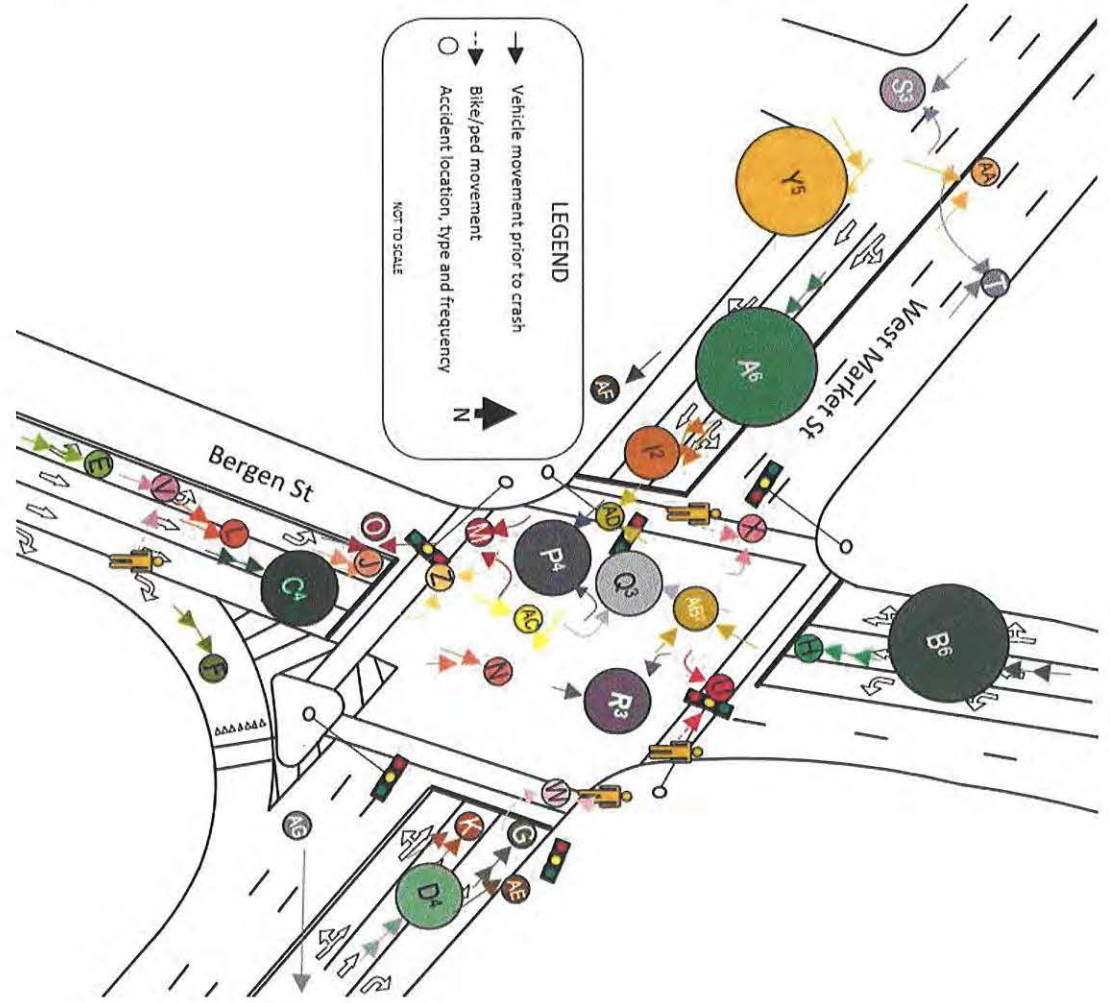 LEGEND
Vehicle movement prior to crash
Bike/ped movement
Accident location, type and frequency
NOT TO SCALE
N
West Market St
Bergen St
S3
AA
Y5
T
A6
AF
I2
AD
X
P4
Q3
M
Z
AC
N
R3
U
H
B6
E
V
L
O
J
C4
F
W
K
G
AE
D4
AG